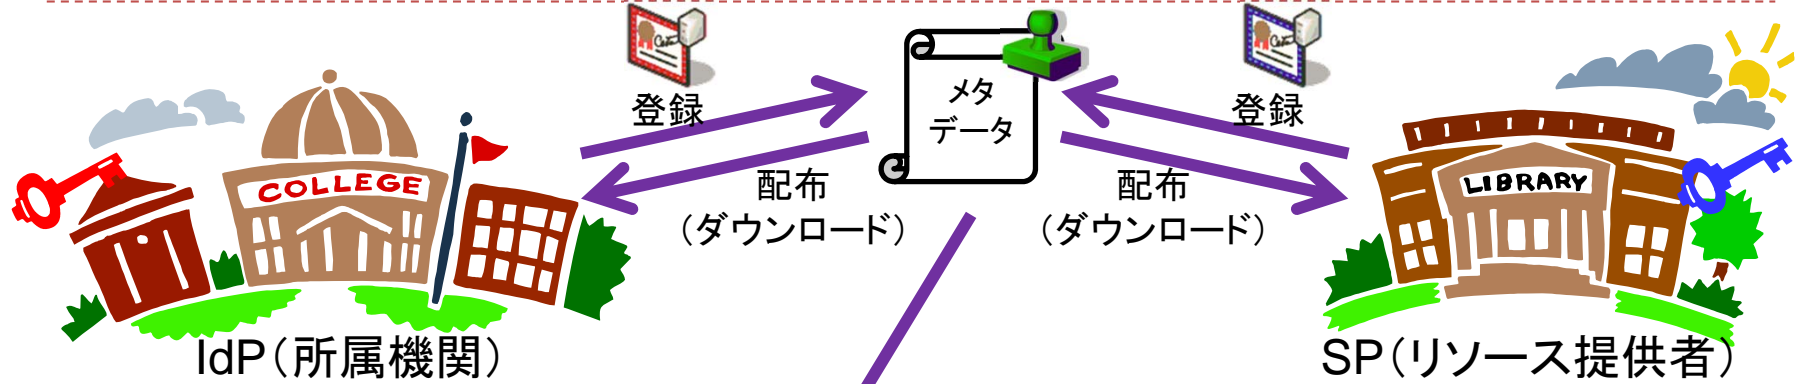 登録
メタ
データ
登録
配布
（ダウンロード）
配布
（ダウンロード）
COLLEGE
LIBRARY
IdP（所属機関）
SP（リソース提供者）